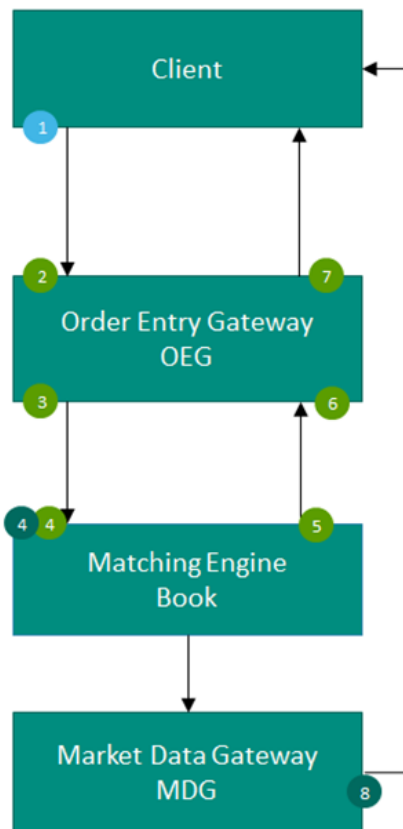 Client
1
2
7
Order Entry Gateway
OEG
3
6
4
4
5
Matching Engine
Book
Market Data Gateway
MDG
8